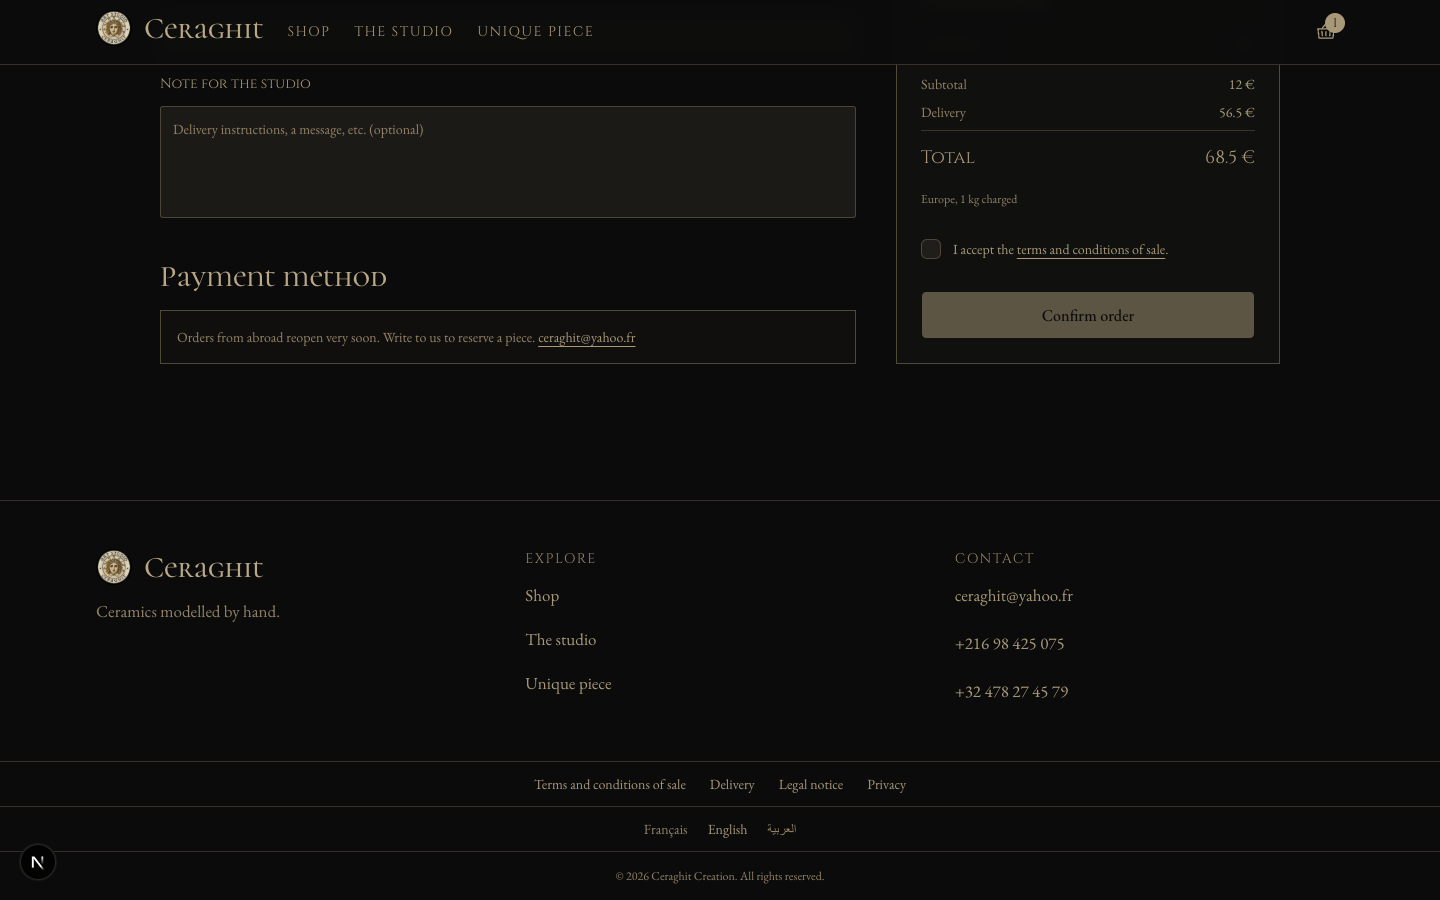 Ceraghit
SHOP
THE STUDIO
UNIQUE PIECE
1
Note for the studio
Delivery instructions, a message, etc. (optional)
Payment method
Orders from abroad reopen very soon. Write to us to reserve a piece. ceraghit@yahoo.fr
Subtotal 12 €
Delivery 56.5 €
Total 68.5 €
Europe, 1 kg charged
I accept the terms and conditions of sale.
Confirm order
Ceraghit
Ceramics modelled by hand.
EXPLORE
Shop
The studio
Unique piece
CONTACT
ceraghit@yahoo.fr
+216 98 425 075
+32 478 27 45 79
Terms and conditions of sale Delivery Legal notice Privacy
Français English العربية
N
© 2026 Ceraghit Creation. All rights reserved.